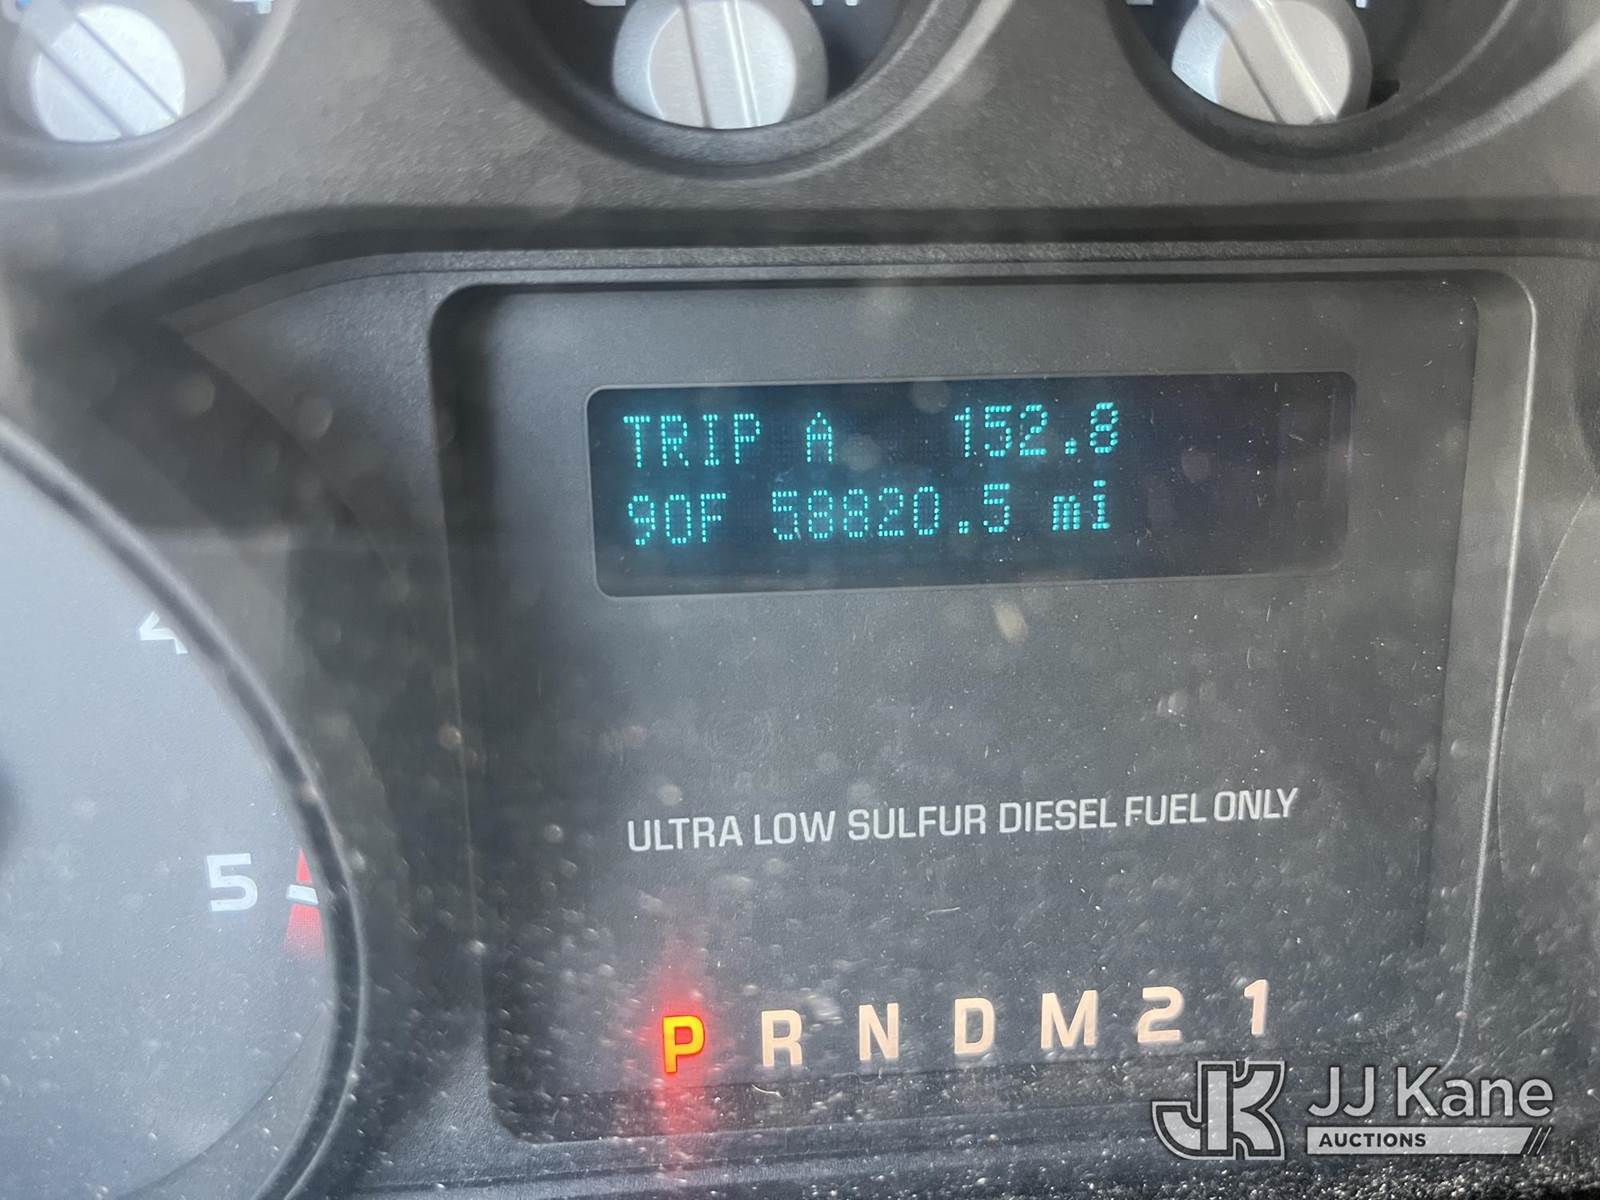 TRIP A 152.8
90F 58820.5 mi
4
ULTRA LOW SULFUR DIESEL FUEL ONLY
5
P R N D M 2 1
JK JJ Kane
AUCTIONS